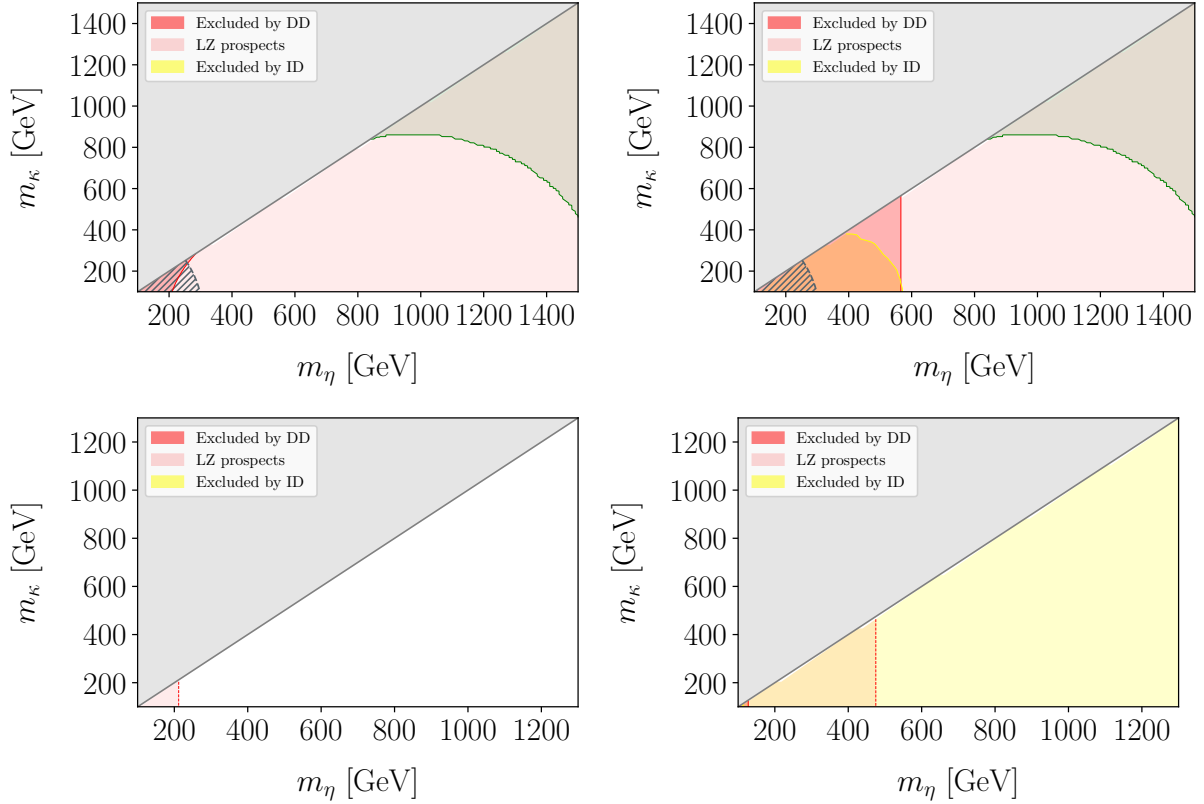 Excluded by DD
LZ prospects
Excluded by ID
1400
1200
1000
800
600
400
200
m_κ [GeV]
200 400 600 800 1000 1200 1400
m_η [GeV]
Excluded by DD
LZ prospects
Excluded by ID
1400
1200
1000
800
600
400
200
m_κ [GeV]
200 400 600 800 1000 1200 1400
m_η [GeV]
Excluded by DD
LZ prospects
Excluded by ID
1200
1000
800
600
400
200
m_κ [GeV]
200 400 600 800 1000 1200
m_η [GeV]
Excluded by DD
LZ prospects
Excluded by ID
1200
1000
800
600
400
200
m_κ [GeV]
200 400 600 800 1000 1200
m_η [GeV]